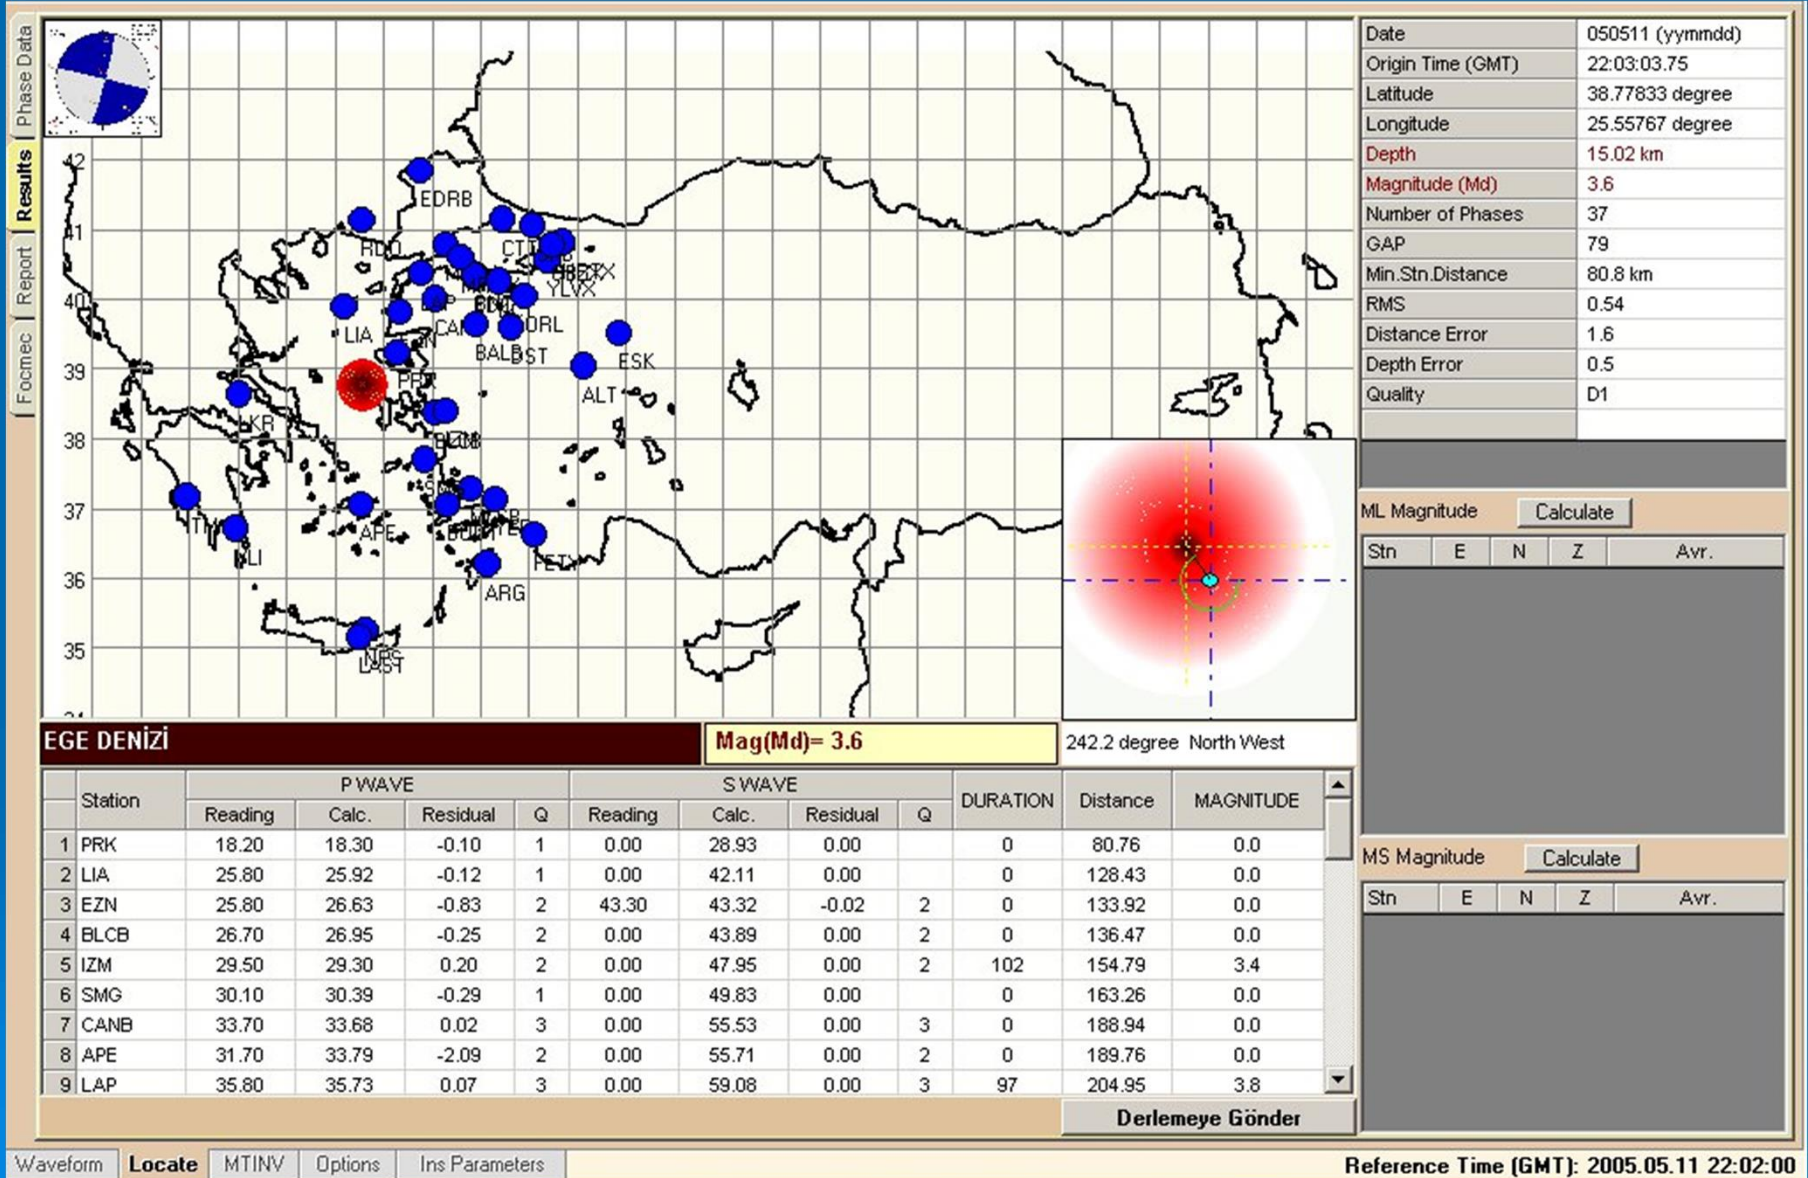 Phase Data
Results
Report
Focmec
42
41
40
39
38
37
36
35
EDRB
CTT
YLVX
LIA
ESK
PRK
ALT
APE
FETY
ARG
LAST
Date 050511 (yymmdd)
Origin Time (GMT) 22:03:03.75
Latitude 38.77833 degree
Longitude 25.55767 degree
Depth 15.02 km
Magnitude (Md) 3.6
Number of Phases 37
GAP 79
Min.Stn.Distance 80.8 km
RMS 0.54
Distance Error 1.6
Depth Error 0.5
Quality D1
ML Magnitude Calculate
Stn E N Z Avr.
MS Magnitude Calculate
Stn E N Z Avr.
EGE DENİZİ Mag(Md)= 3.6 242.2 degree North West
Station P WAVE S WAVE DURATION Distance MAGNITUDE
Reading Calc. Residual Q Reading Calc. Residual Q
1 PRK 18.20 18.30 -0.10 1 0.00 28.93 0.00 0 80.76 0.0
2 LIA 25.80 25.92 -0.12 1 0.00 42.11 0.00 0 128.43 0.0
3 EZN 25.80 26.63 -0.83 2 43.30 43.32 -0.02 2 0 133.92 0.0
4 BLCB 26.70 26.95 -0.25 2 0.00 43.89 0.00 2 0 136.47 0.0
5 IZM 29.50 29.30 0.20 2 0.00 47.95 0.00 2 102 154.79 3.4
6 SMG 30.10 30.39 -0.29 1 0.00 49.83 0.00 0 163.26 0.0
7 CANB 33.70 33.68 0.02 3 0.00 55.53 0.00 3 0 188.94 0.0
8 APE 31.70 33.79 -2.09 2 0.00 55.71 0.00 2 0 189.76 0.0
9 LAP 35.80 35.73 0.07 3 0.00 59.08 0.00 3 97 204.95 3.8
Derlemeye Gönder
Waveform Locate MTINV Options Ins Parameters
Reference Time (GMT): 2005.05.11 22:02:00